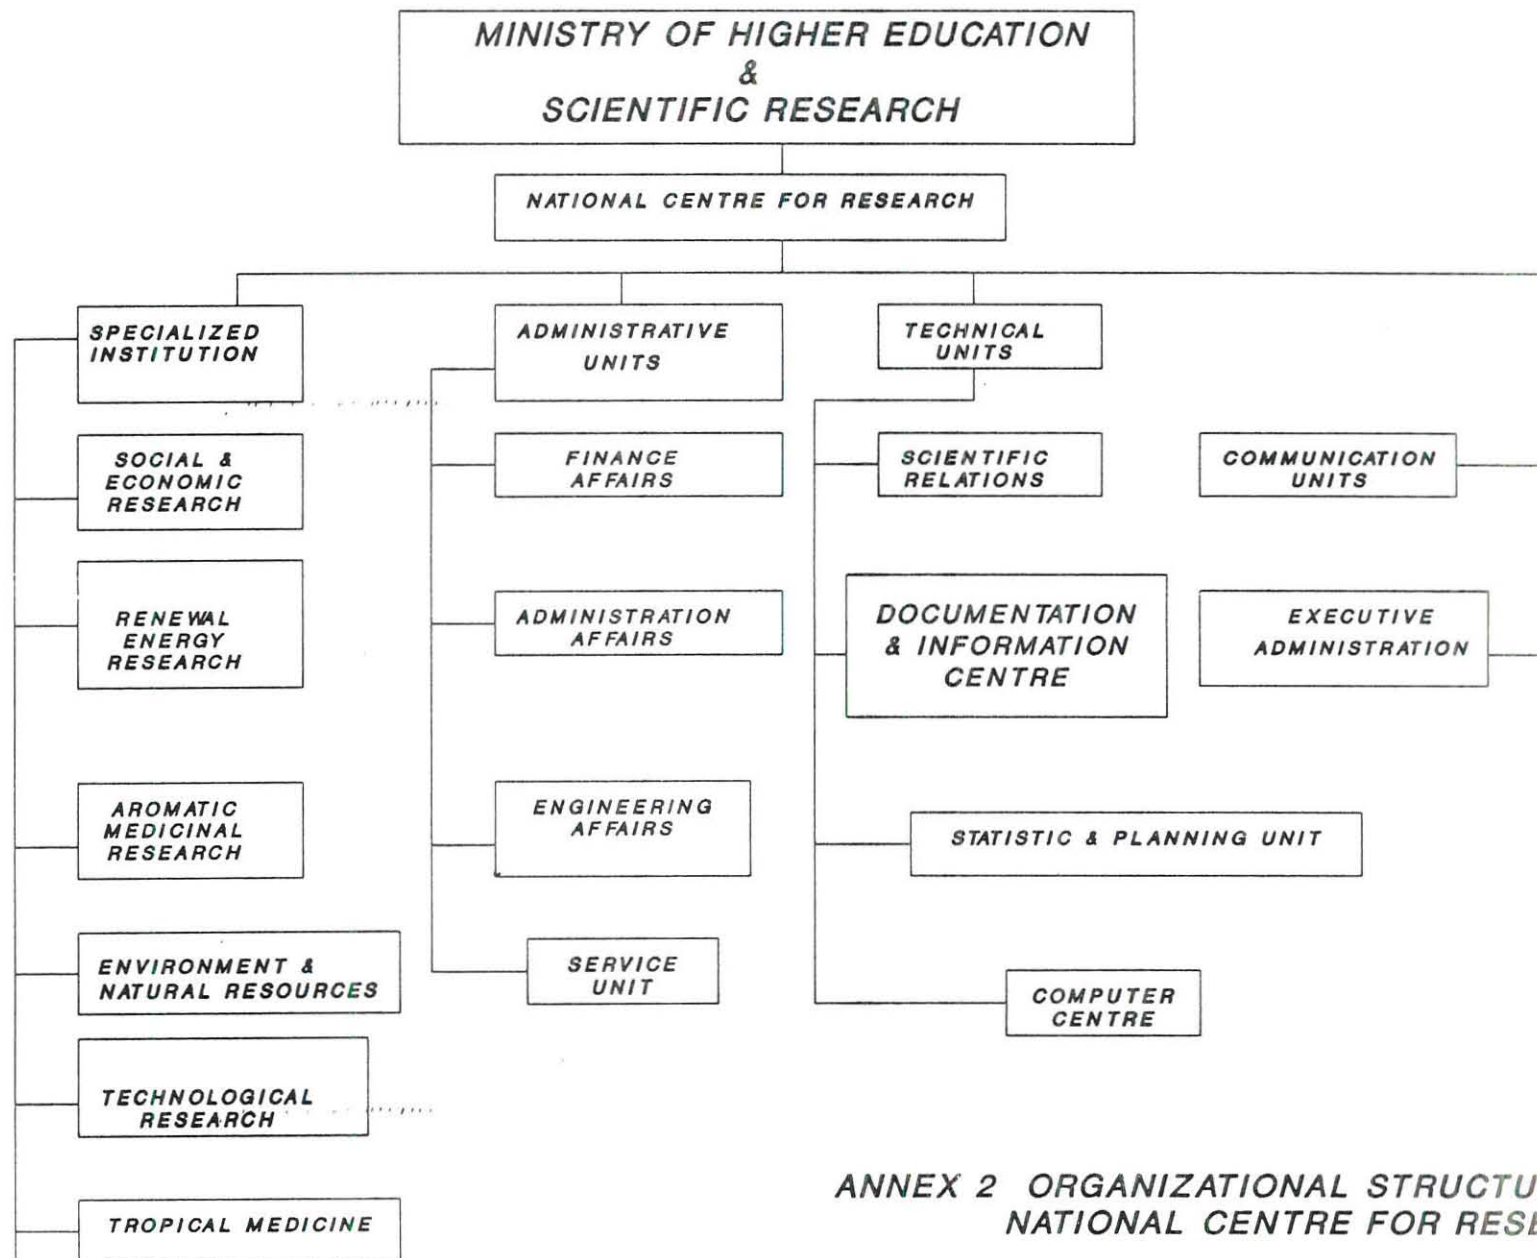 MINISTRY OF HIGHER EDUCATION
&
SCIENTIFIC RESEARCH
NATIONAL CENTRE FOR RESEARCH
SPECIALIZED
INSTITUTION
ADMINISTRATIVE
UNITS
TECHNICAL
UNITS
SOCIAL &
ECONOMIC
RESEARCH
FINANCE
AFFAIRS
SCIENTIFIC
RELATIONS
COMMUNICATION
UNITS
RENEWAL
ENERGY
RESEARCH
ADMINISTRATION
AFFAIRS
DOCUMENTATION
& INFORMATION
CENTRE
EXECUTIVE
ADMINISTRATION
AROMATIC
MEDICINAL
RESEARCH
ENGINEERING
AFFAIRS
STATISTIC & PLANNING UNIT
ENVIRONMENT &
NATURAL RESOURCES
SERVICE
UNIT
COMPUTER
CENTRE
TECHNOLOGICAL
RESEARCH
TROPICAL MEDICINE
ANNEX 2 ORGANIZATIONAL STRUCTU
NATIONAL CENTRE FOR RESE